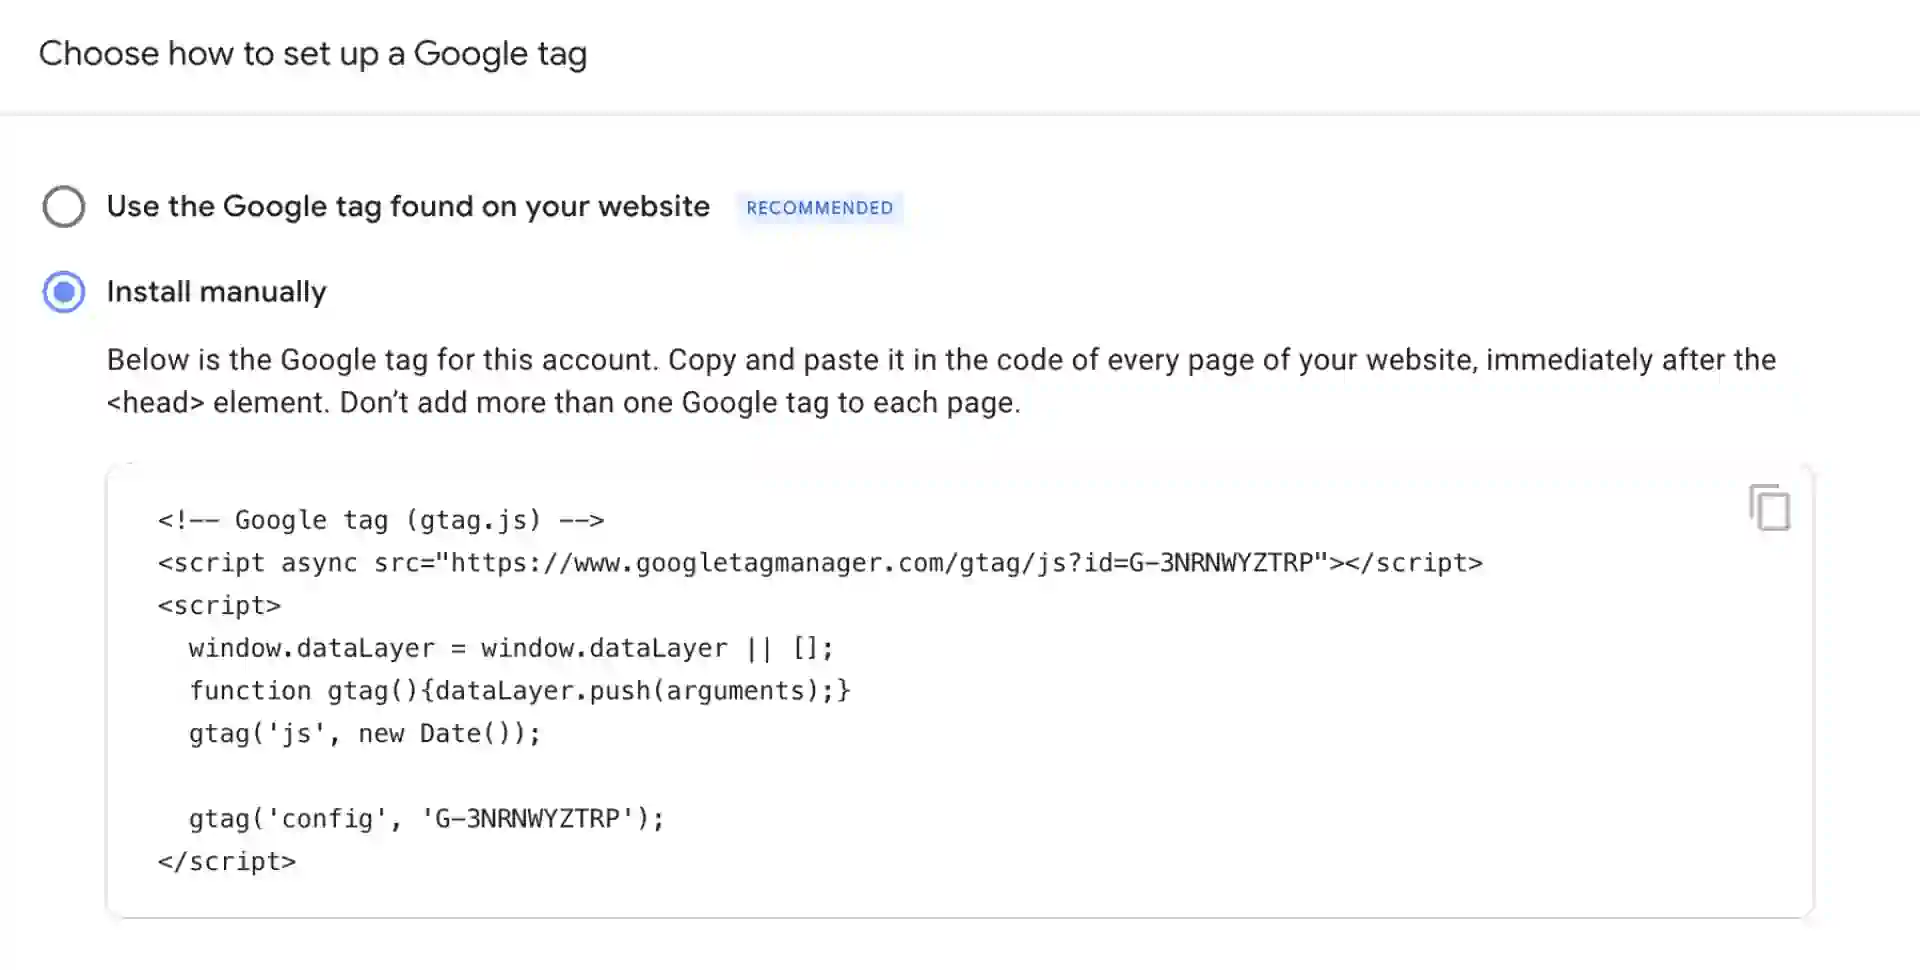 Choose how to set up a Google tag
Use the Google tag found on your website RECOMMENDED
Install manually
Below is the Google tag for this account. Copy and paste it in the code of every page of your website, immediately after the
<head> element. Don’t add more than one Google tag to each page.
<!-- Google tag (gtag.js) -->
<script async src="https://www.googletagmanager.com/gtag/js?id=G-3NRNWYZTRP"></script>
<script>
  window.dataLayer = window.dataLayer || [];
  function gtag(){dataLayer.push(arguments);}
  gtag('js', new Date());
  gtag('config', 'G-3NRNWYZTRP');
</script>